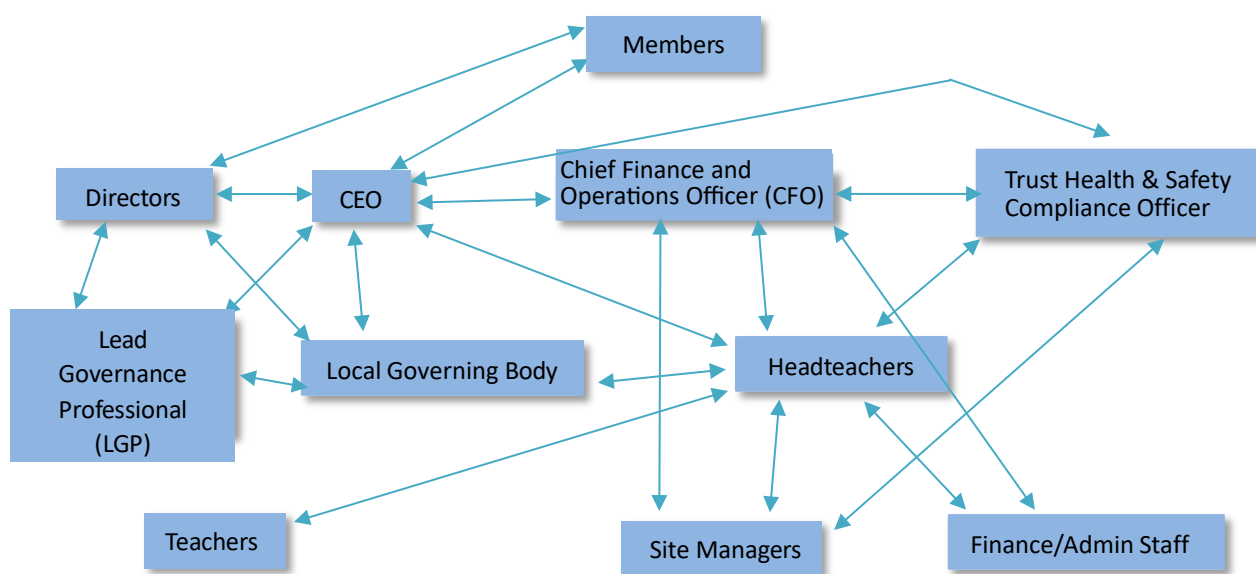 Members
Directors
CEO
Chief Finance and
Operations Officer (CFO)
Trust Health & Safety
Compliance Officer
Lead
Governance
Professional
(LGP)
Local Governing Body
Headteachers
Teachers
Site Managers
Finance/Admin Staff